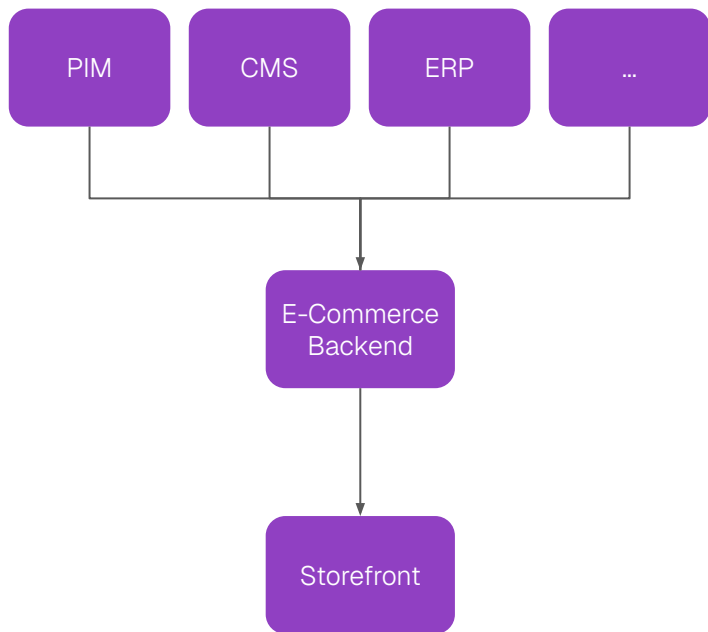 PIM
CMS
ERP
...
E-Commerce
Backend
Storefront